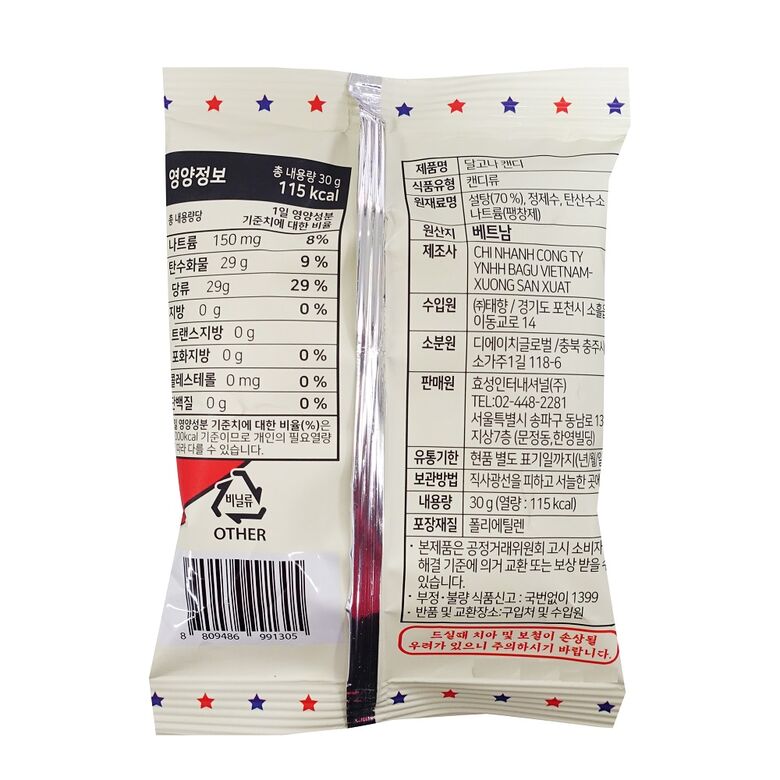 영양정보
총 내용량 30 g
115 kcal
총 내용량당
1일 영양성분
기준치에 대한 비율
나트륨 150 mg 8%
탄수화물 29 g 9 %
당류 29g 29 %
지방 0 g 0 %
트랜스지방 0 g
포화지방 0 g 0 %
콜레스테롤 0 mg 0 %
단백질 0 g 0 %
영양성분 기준치에 대한 비율(%)은
000kcal 기준이므로 개인의 필요열량
따라 다를 수 있습니다.
비닐류
OTHER
8 809486 991305
제품명 달고나 캔디
식품유형 캔디류
원재료명 설탕(70 %), 정제수, 탄산수소
나트륨(팽창제)
원산지 베트남
제조사 CHI NHANH CONG TY
YNHH BAGU VIETNAM-
XUONG SAN XUAT
수입원 ㈜태향 / 경기도 포천시 소흘읍
이동교로 14
소분원 디에이치글로벌 /충북 충주시
소가주1길 118-6
판매원 효성인터내셔널(주)
TEL:02-448-2281
서울특별시 송파구 동남로 13
지상7층 (문정동,한영빌딩)
유통기한 현품 별도 표기일까지(년/월/일
보관방법 직사광선을 피하고 서늘한 곳에
내용량 30 g (열량 : 115 kcal)
포장재질 폴리에틸렌
· 본제품은 공정거래위원회 고시 소비자
해결 기준에 의거 교환 또는 보상 받을 수
있습니다.
· 부정·불량 식품신고 : 국번없이 1399
· 반품 및 교환장소:구입처 및 수입원
드실때 치아 및 보철이 손상될
우려가 있으니 주의하시기 바랍니다.